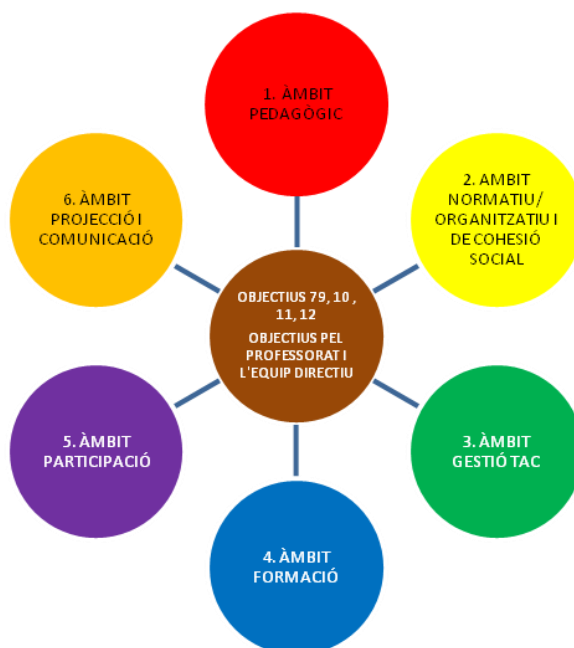 1. ÀMBIT
PEDAGÒGIC
2. AMBIT
NORMATIU/
ORGANITZATIU I
DE COHESIÓ
SOCIAL
3. ÀMBIT
GESTIÓ TAC
4. ÀMBIT
FORMACIÓ
5. ÀMBIT
PARTICIPACIÓ
6. ÀMBIT
PROJECCIÓ I
COMUNICACIÓ
OBJECTIUS 79, 10 ,
11, 12
OBJECTIUS PEL
PROFESSORAT I
L'EQUIP DIRECTIU